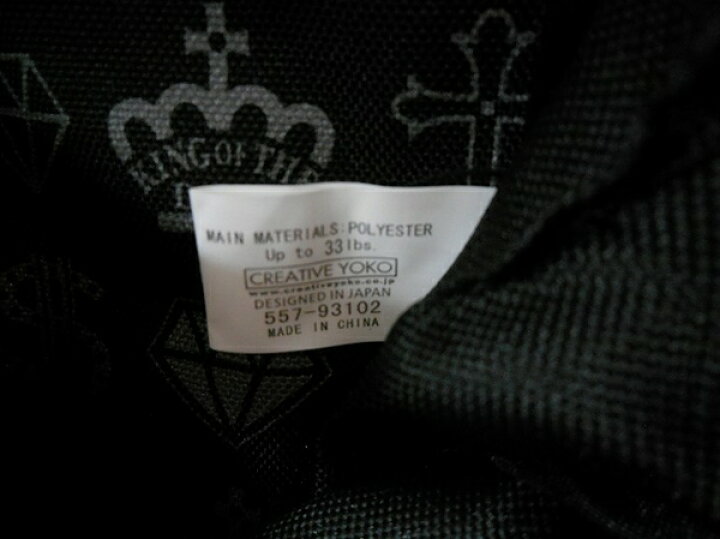 KING OF THE
MAIN MATERIALS:POLYESTER
Up to 33lbs.
CREATIVE YOKO
www.creativeyoko.co.jp
DESIGNED IN JAPAN
557-93102
MADE IN CHINA